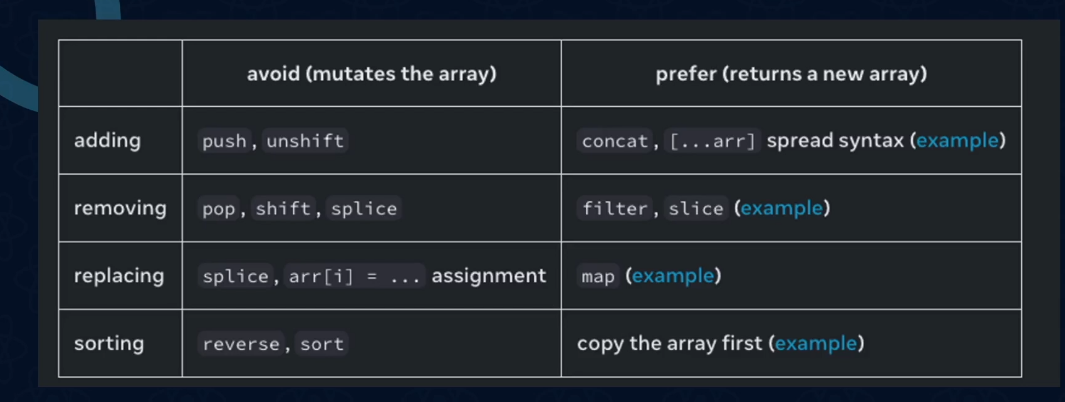 avoid (mutates the array) prefer (returns a new array)
adding push, unshift concat, [...arr] spread syntax (example)
removing pop, shift, splice filter, slice (example)
replacing splice, arr[i] = ... assignment map (example)
sorting reverse, sort copy the array first (example)